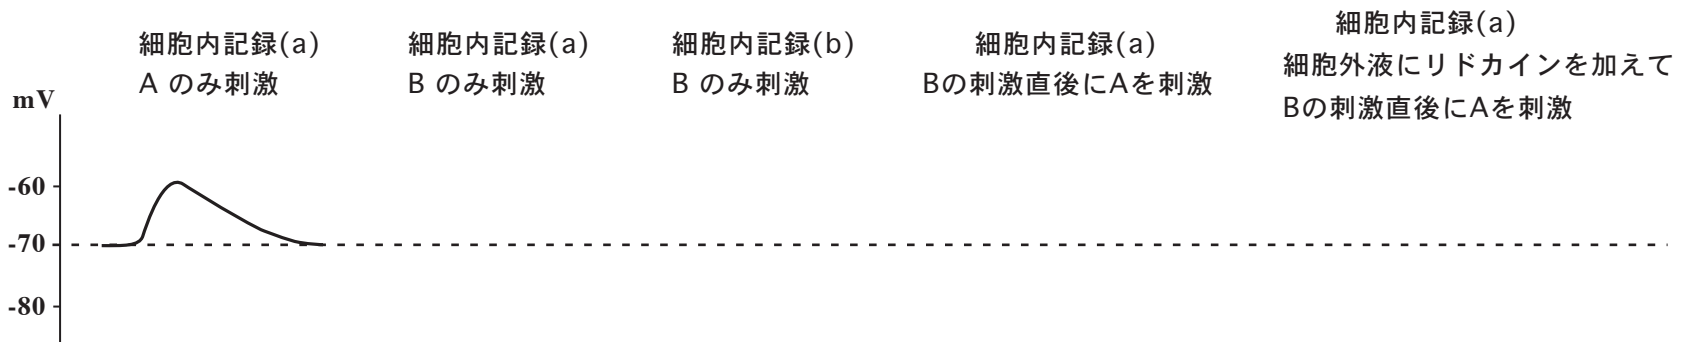 細胞内記録(a)
A のみ刺激
細胞内記録(a)
B のみ刺激
細胞内記録(b)
B のみ刺激
細胞内記録(a)
Bの刺激直後にAを刺激
細胞内記録(a)
細胞外液にリドカインを加えて
Bの刺激直後にAを刺激
mV
-60
-70
-80